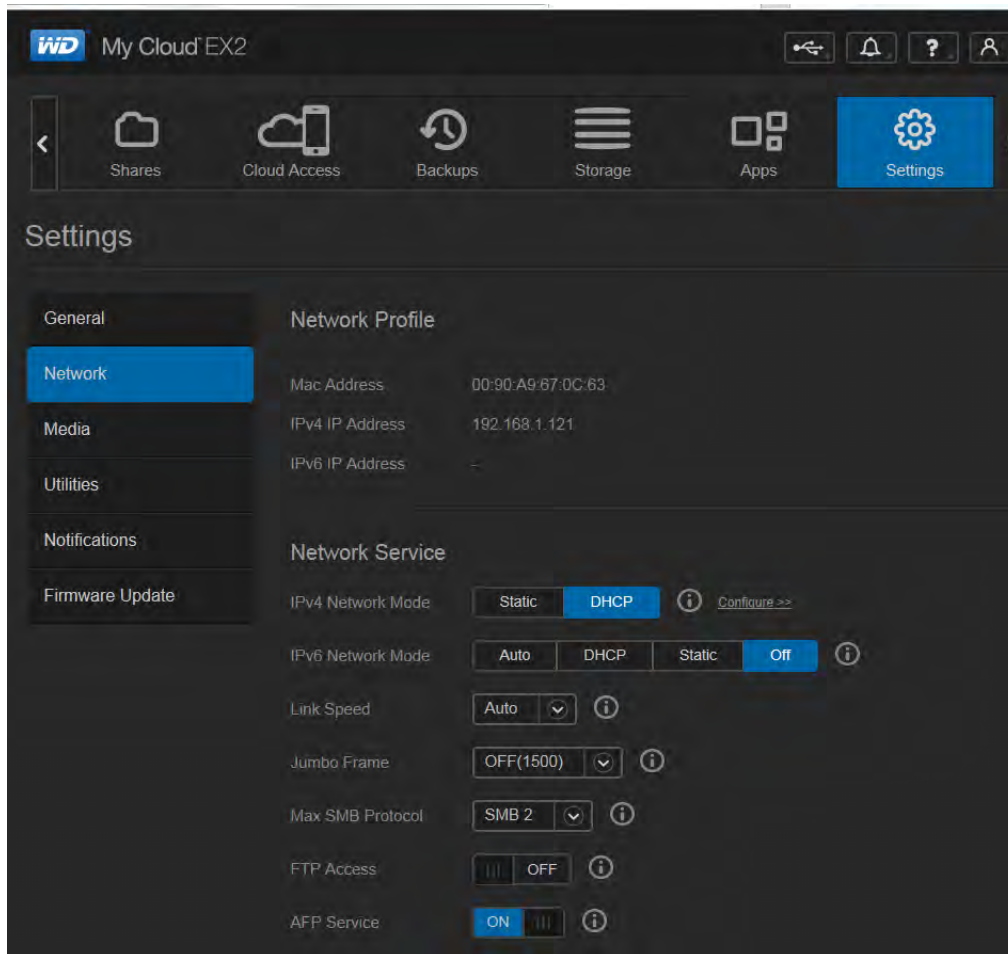 WD My Cloud EX2
?
Shares Cloud Access Backups Storage Apps Settings
Settings
General
Network
Media
Utilities
Notifications
Firmware Update
Network Profile
Mac Address 00:90:A9:67:0C:63
IPv4 IP Address 192.168.1.121
IPv6 IP Address –
Network Service
IPv4 Network Mode Static DHCP i Configure >>
IPv6 Network Mode Auto DHCP Static Off i
Link Speed Auto i
Jumbo Frame OFF(1500) i
Max SMB Protocol SMB 2 i
FTP Access OFF i
AFP Service ON i